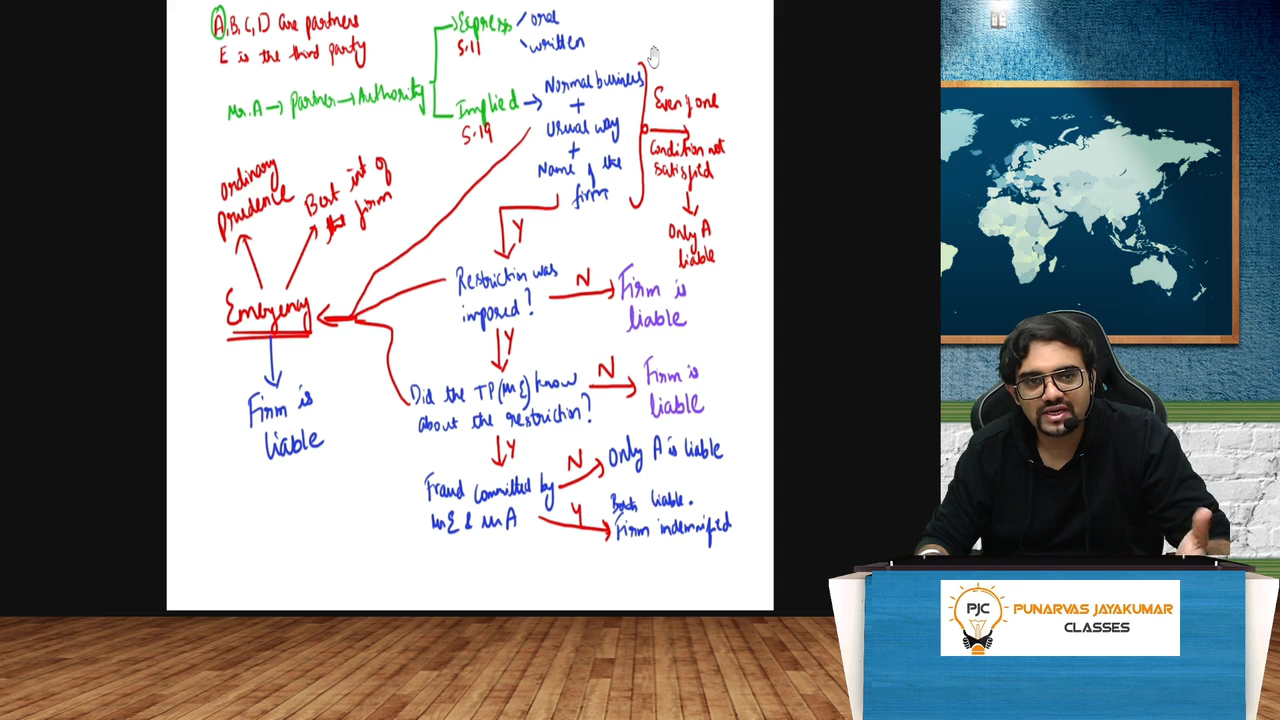 A, B, C, D are partners
E is the third party
Mr. A → Partner → Authority
Express
S.11
oral
written
Implied
S.19
Normal business
+
Usual way
+
Name of the
firm
Every one
Condition not
satisfied
Only A
liable
Ordinary
Prudence
Best int of
firm
Emergency
Firm is
liable
Y
Restriction was
imposed?
N
Firm is
liable
Y
Did the TP (Mr E) know
about the restriction?
N
Firm is
liable
Y
Fraud committed by
Mr E & Mr A
N
Only A is liable
Y
Both liable.
Firm indemnified
PJC
PUNARVAS JAYAKUMAR
CLASSES